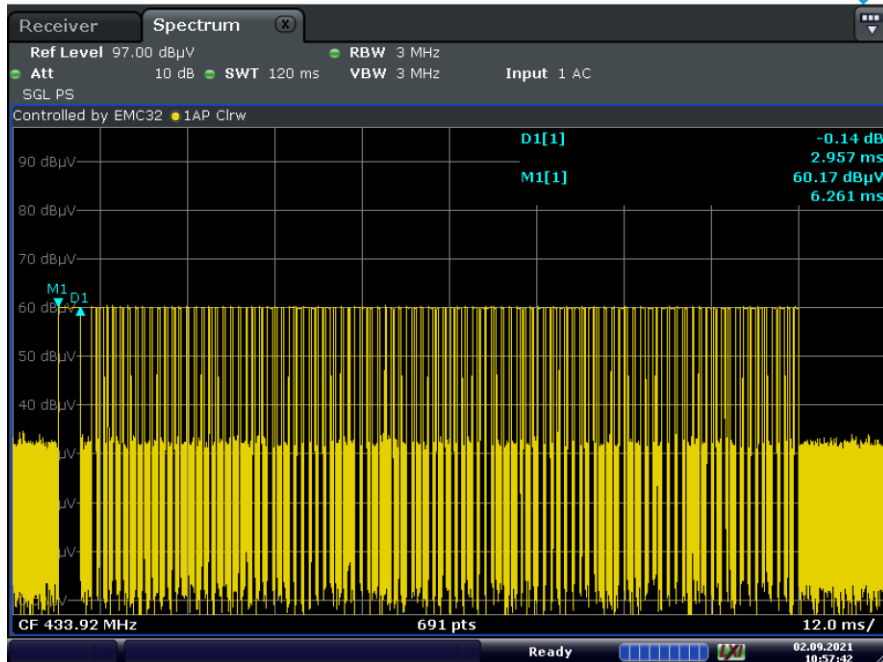 Receiver Spectrum X
Ref Level 97.00 dBµV RBW 3 MHz
Att 10 dB SWT 120 ms VBW 3 MHz Input 1 AC
SGL PS
Controlled by EMC32 1AP Clrw
D1[1] -0.14 dB
2.957 ms
90 dBµV
M1[1] 60.17 dBµV
6.261 ms
80 dBµV
70 dBµV
M1 D1
60 dBµV
50 dBµV
40 dBµV
CF 433.92 MHz 691 pts 12.0 ms/
Ready 02.09.2021
10:57:42